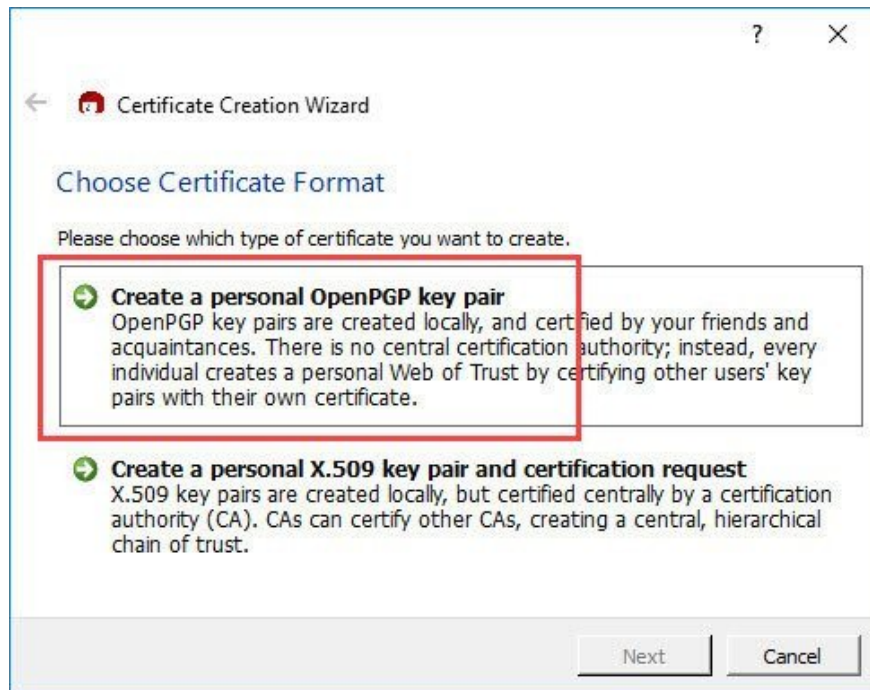 ?
Certificate Creation Wizard
Choose Certificate Format
Please choose which type of certificate you want to create.
Create a personal OpenPGP key pair
OpenPGP key pairs are created locally, and certified by your friends and
acquaintances. There is no central certification authority; instead, every
individual creates a personal Web of Trust by certifying other users' key
pairs with their own certificate.
Create a personal X.509 key pair and certification request
X.509 key pairs are created locally, but certified centrally by a certification
authority (CA). CAs can certify other CAs, creating a central, hierarchical
chain of trust.
Next Cancel